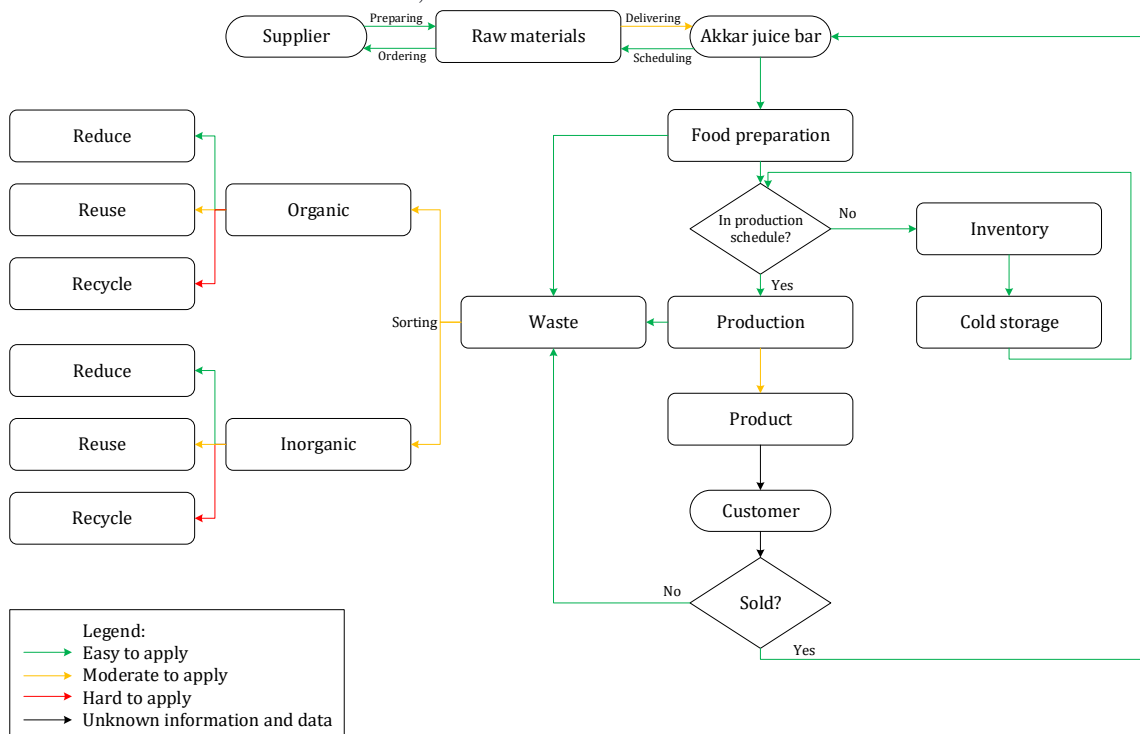 Preparing
Delivering
Supplier
Raw materials
Akkar juice bar
Ordering
Scheduling
Reduce
Food preparation
Reuse
Organic
In production
schedule?
No
Inventory
Recycle
Yes
Sorting
Waste
Production
Cold storage
Reduce
Product
Reuse
Inorganic
Recycle
Customer
No
Sold?
Yes
Legend:
Easy to apply
Moderate to apply
Hard to apply
Unknown information and data